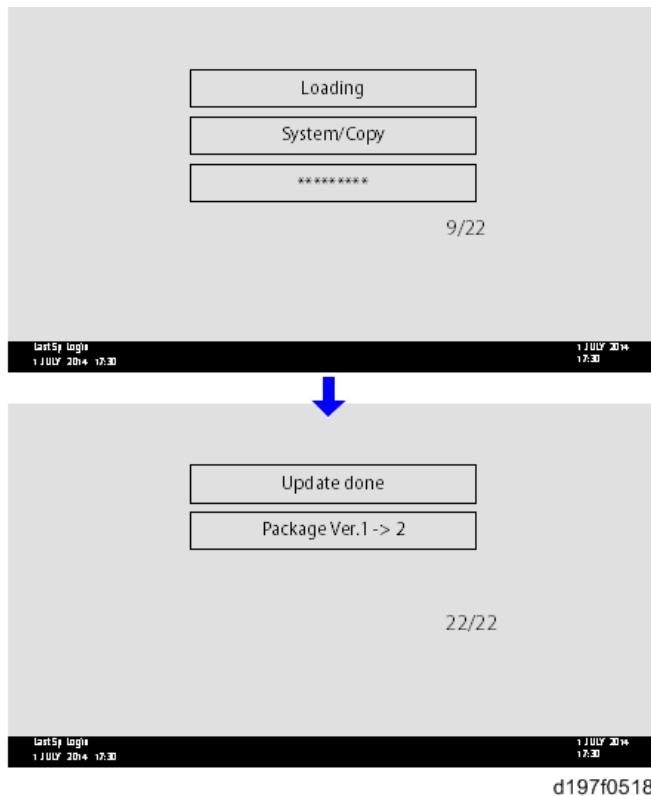 Loading
System/Copy
*********
9/22
Last Sp Login
1 JULY 2014 17:30
1 JULY 2014
17:30
Update done
Package Ver.1 -> 2
22/22
Last Sp Login
1 JULY 2014 17:30
1 JULY 2014
17:30
d197f0518